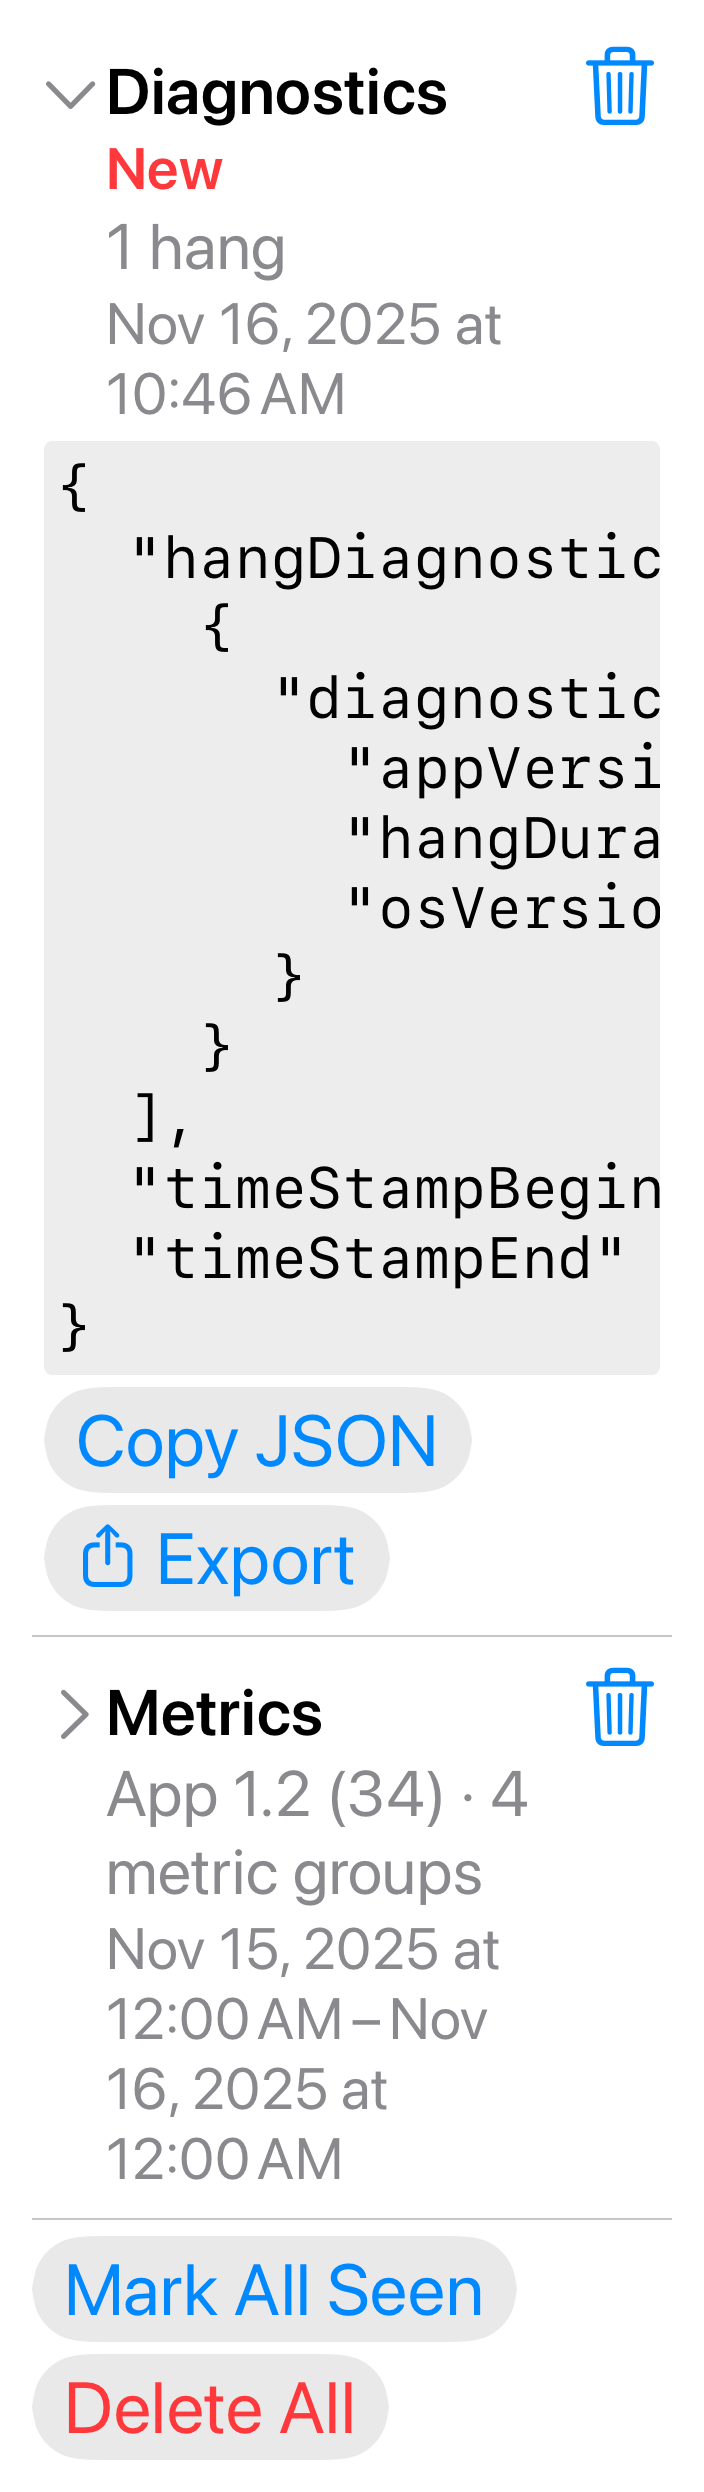 Diagnostics
New
1 hang
Nov 16, 2025 at
10:46 AM
{
"hangDiagnostic
{
"diagnostic
"appVersi
"hangDura
"osVersio
}
}
],
"timeStampBegin
"timeStampEnd"
}
Copy JSON
Export
Metrics
App 1.2 (34) · 4
metric groups
Nov 15, 2025 at
12:00 AM – Nov
16, 2025 at
12:00 AM
Mark All Seen
Delete All